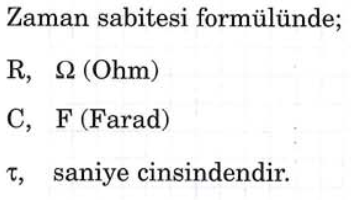 Zaman sabitesi formülünde;
R, Ω (Ohm)
C, F (Farad)
τ, saniye cinsindendir.